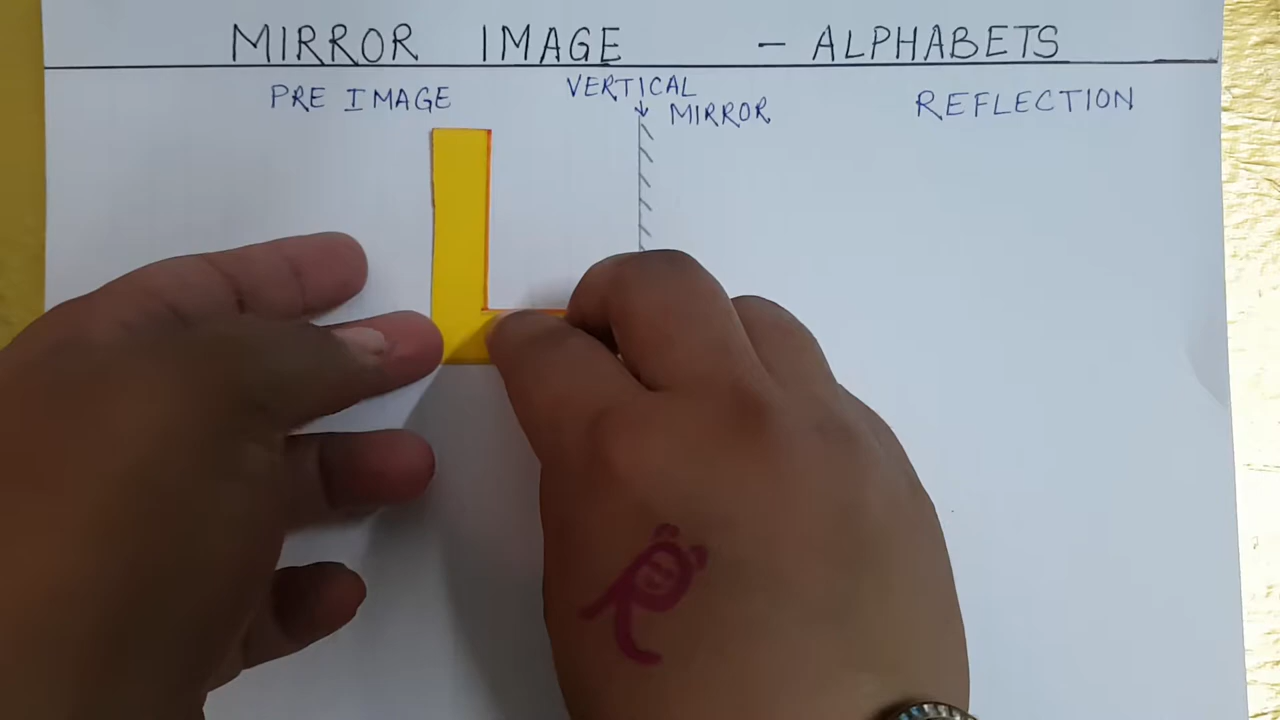 MIRROR IMAGE - ALPHABETS
PRE IMAGE
VERTICAL
MIRROR
REFLECTION